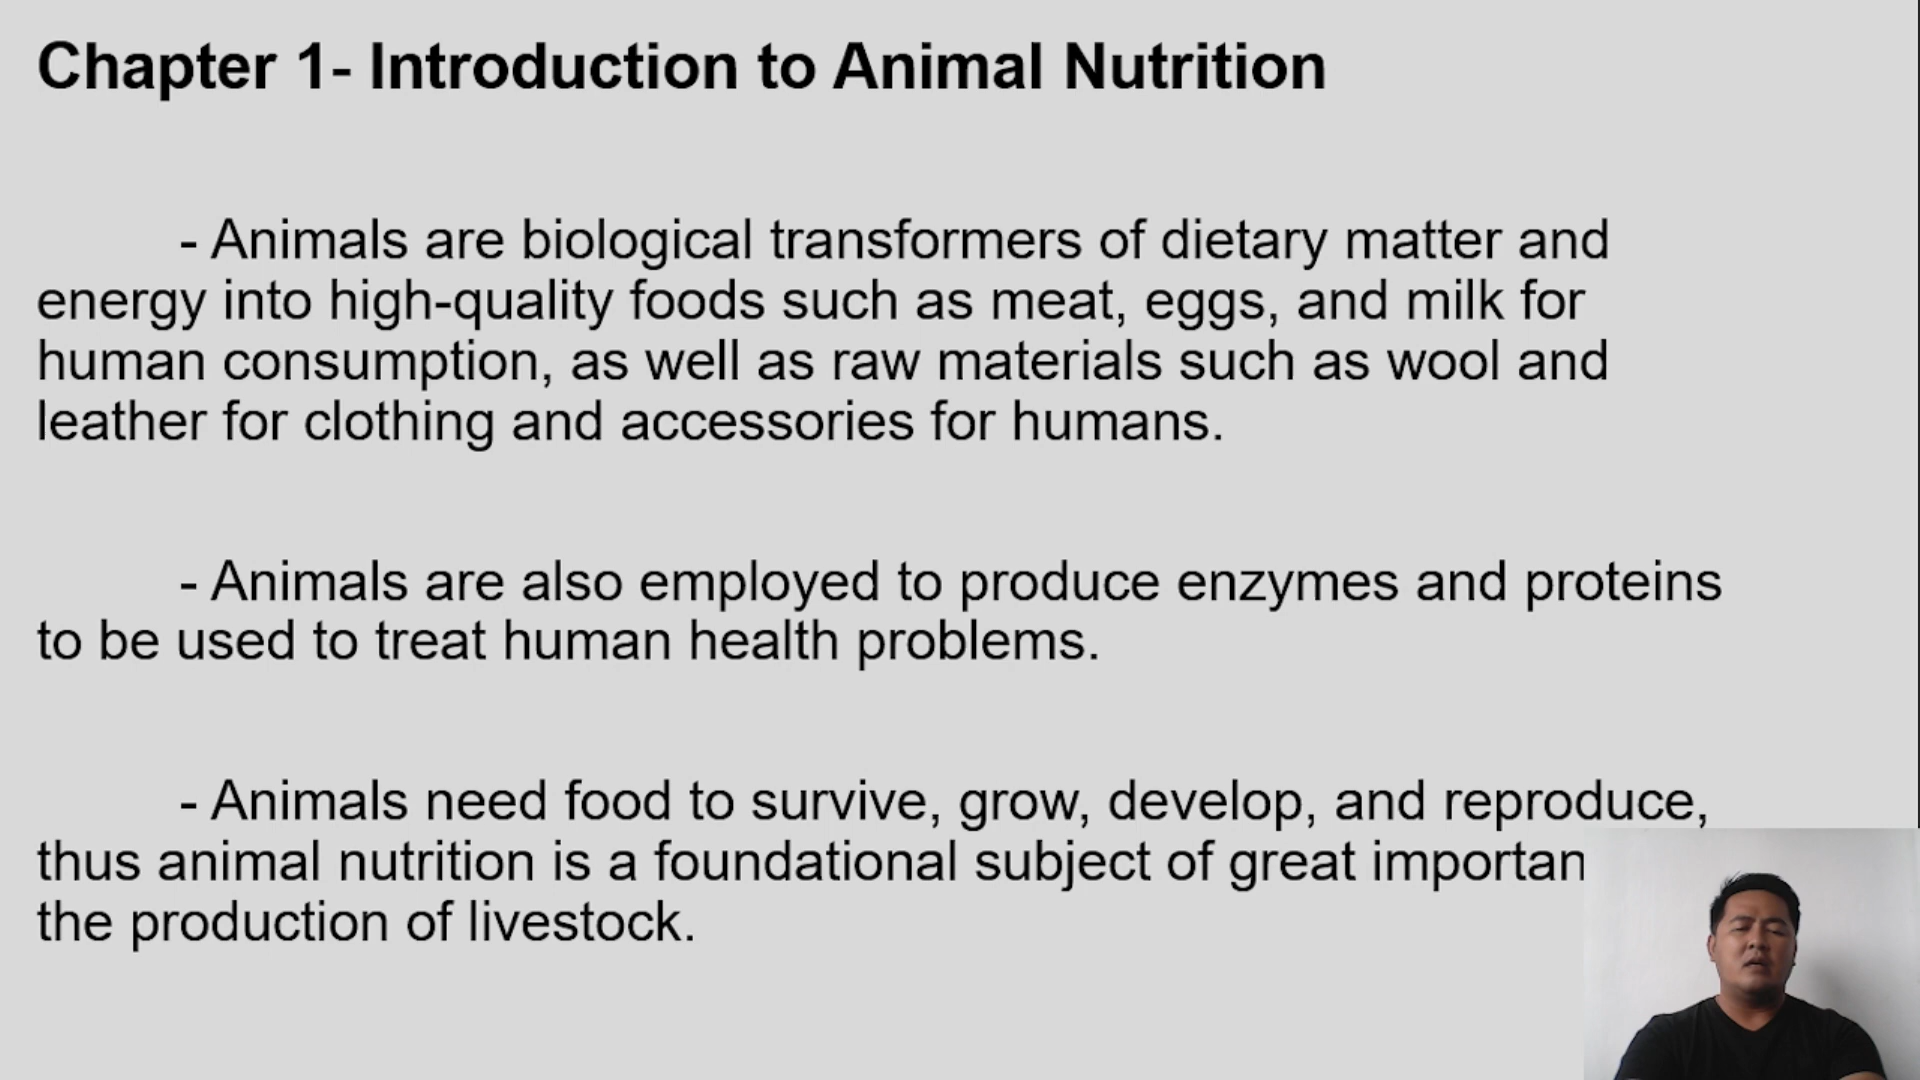 Chapter 1- Introduction to Animal Nutrition
- Animals are biological transformers of dietary matter and
energy into high-quality foods such as meat, eggs, and milk for
human consumption, as well as raw materials such as wool and
leather for clothing and accessories for humans.
- Animals are also employed to produce enzymes and proteins
to be used to treat human health problems.
- Animals need food to survive, grow, develop, and reproduce,
thus animal nutrition is a foundational subject of great importan
the production of livestock.